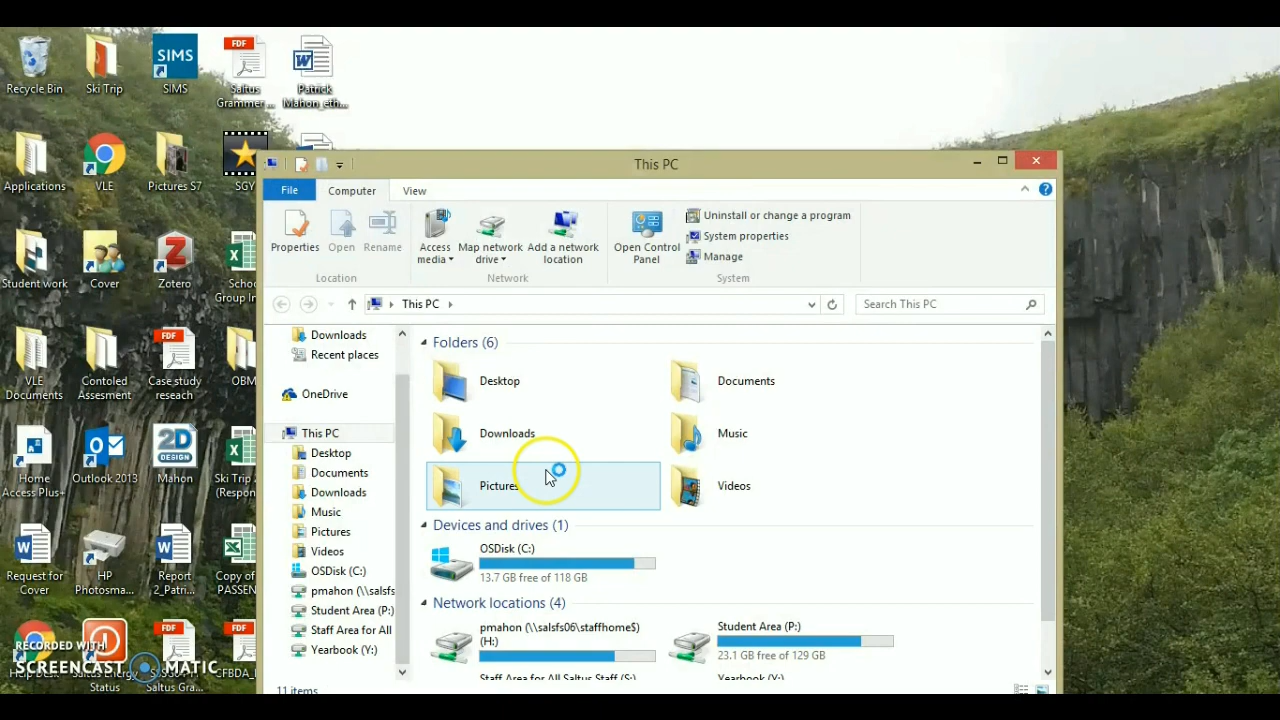 Recycle Bin
Ski Trip
SIMS
SIMS
FDF
Saltus
Grammer...
W
Patrick
Mahon_eth...
Applications
VLE
Pictures S7
SGY
Student work
Cover
Zotero
Schoo
Group In
VLE
Documents
Contoled
Assesment
FDF
Case study
reseach
OBM
Home
Access Plus+
Outlook 2013
2D
DESIGN
Mahon
Ski Trip
(Respon
Request for
Cover
HP
Photosma...
Report
2_Patri...
Copy of
PASSEN
Status
Saltus Gra...
CFBDA_
RECORDED WITH
SCREENCAST MATIC
This PC
File
Computer
View
Properties
Open
Rename
Location
Access
media
Map network
drive
Add a network
location
Network
Open Control
Panel
Uninstall or change a program
System properties
Manage
System
This PC
Search This PC
Downloads
Recent places
OneDrive
This PC
Desktop
Documents
Downloads
Music
Pictures
Videos
OSDisk (C:)
pmahon (\\salsfs
Student Area (P:)
Staff Area for All
Yearbook (Y:)
Folders (6)
Desktop
Documents
Downloads
Music
Pictures
Videos
Devices and drives (1)
OSDisk (C:)
13.7 GB free of 118 GB
Network locations (4)
pmahon (\\salsfs06\staffhome$)
(H:)
Student Area (P:)
23.1 GB free of 129 GB
Staff Area for All Saltus Staff (S:)
Yearbook (Y:)
11 items